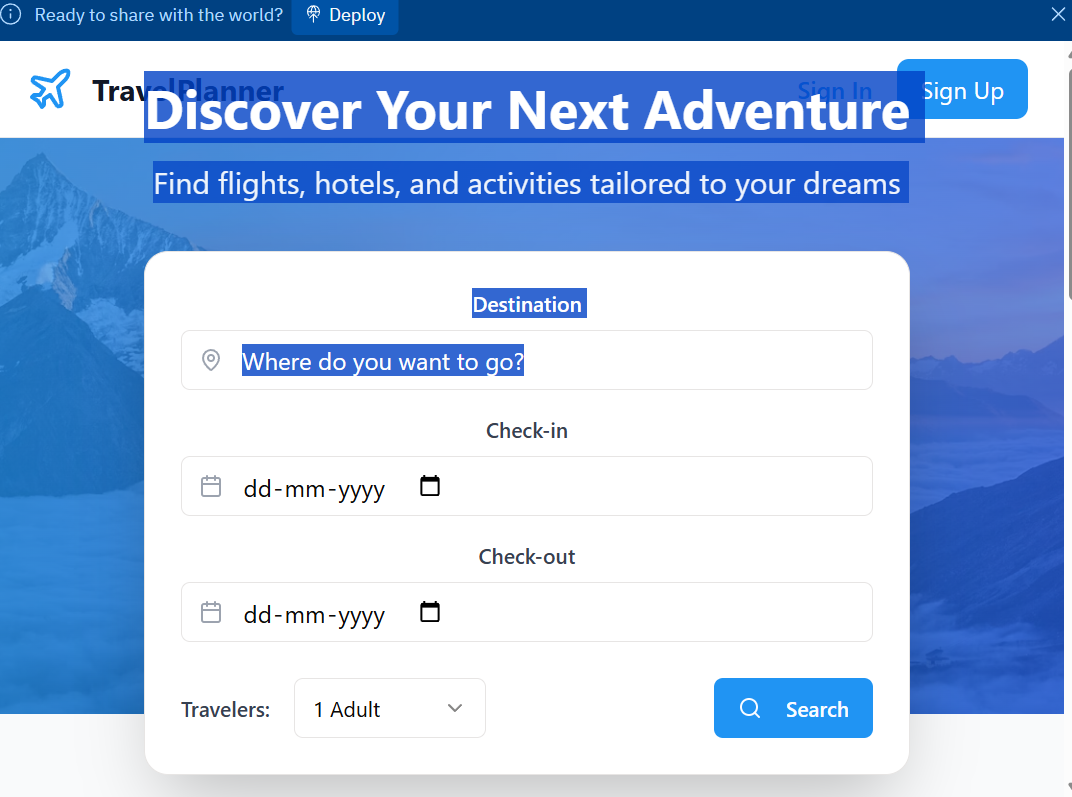 Ready to share with the world? Deploy
TravelPlanner
Sign In
Sign Up
Discover Your Next Adventure
Find flights, hotels, and activities tailored to your dreams
Destination
Where do you want to go?
Check-in
dd-mm-yyyy
Check-out
dd-mm-yyyy
Travelers: 1 Adult
Search